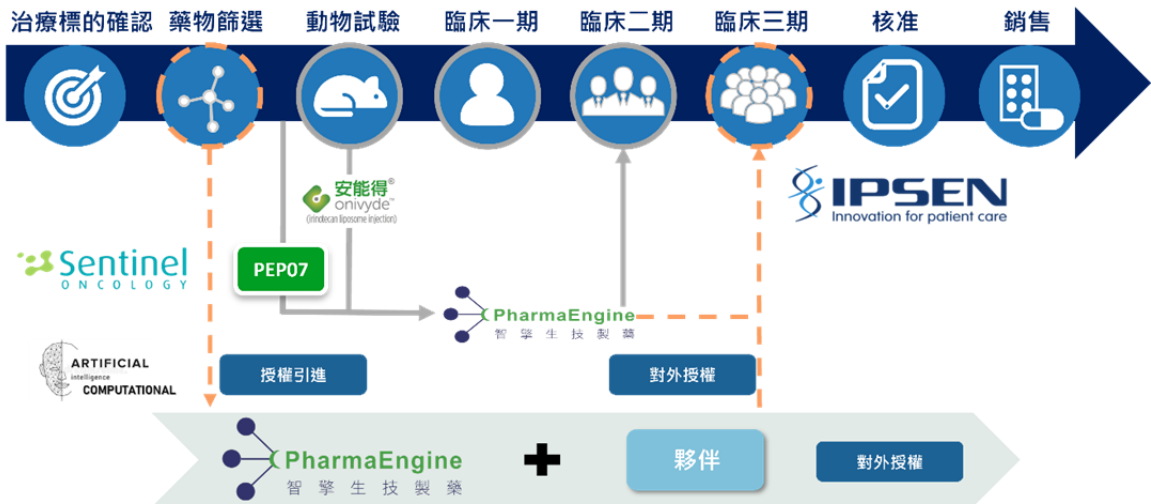 治療標的確認
藥物篩選
動物試驗
臨床一期
臨床二期
臨床三期
核准
銷售
安能得®
onivyde™
(irinotecan liposome injection)
IPSEN
Innovation for patient care
Sentinel
ONCOLOGY
PEP07
PharmaEngine
智擎生技製藥
ARTIFICIAL
intelligence
COMPUTATIONAL
授權引進
對外授權
PharmaEngine
智擎生技製藥
夥伴
對外授權